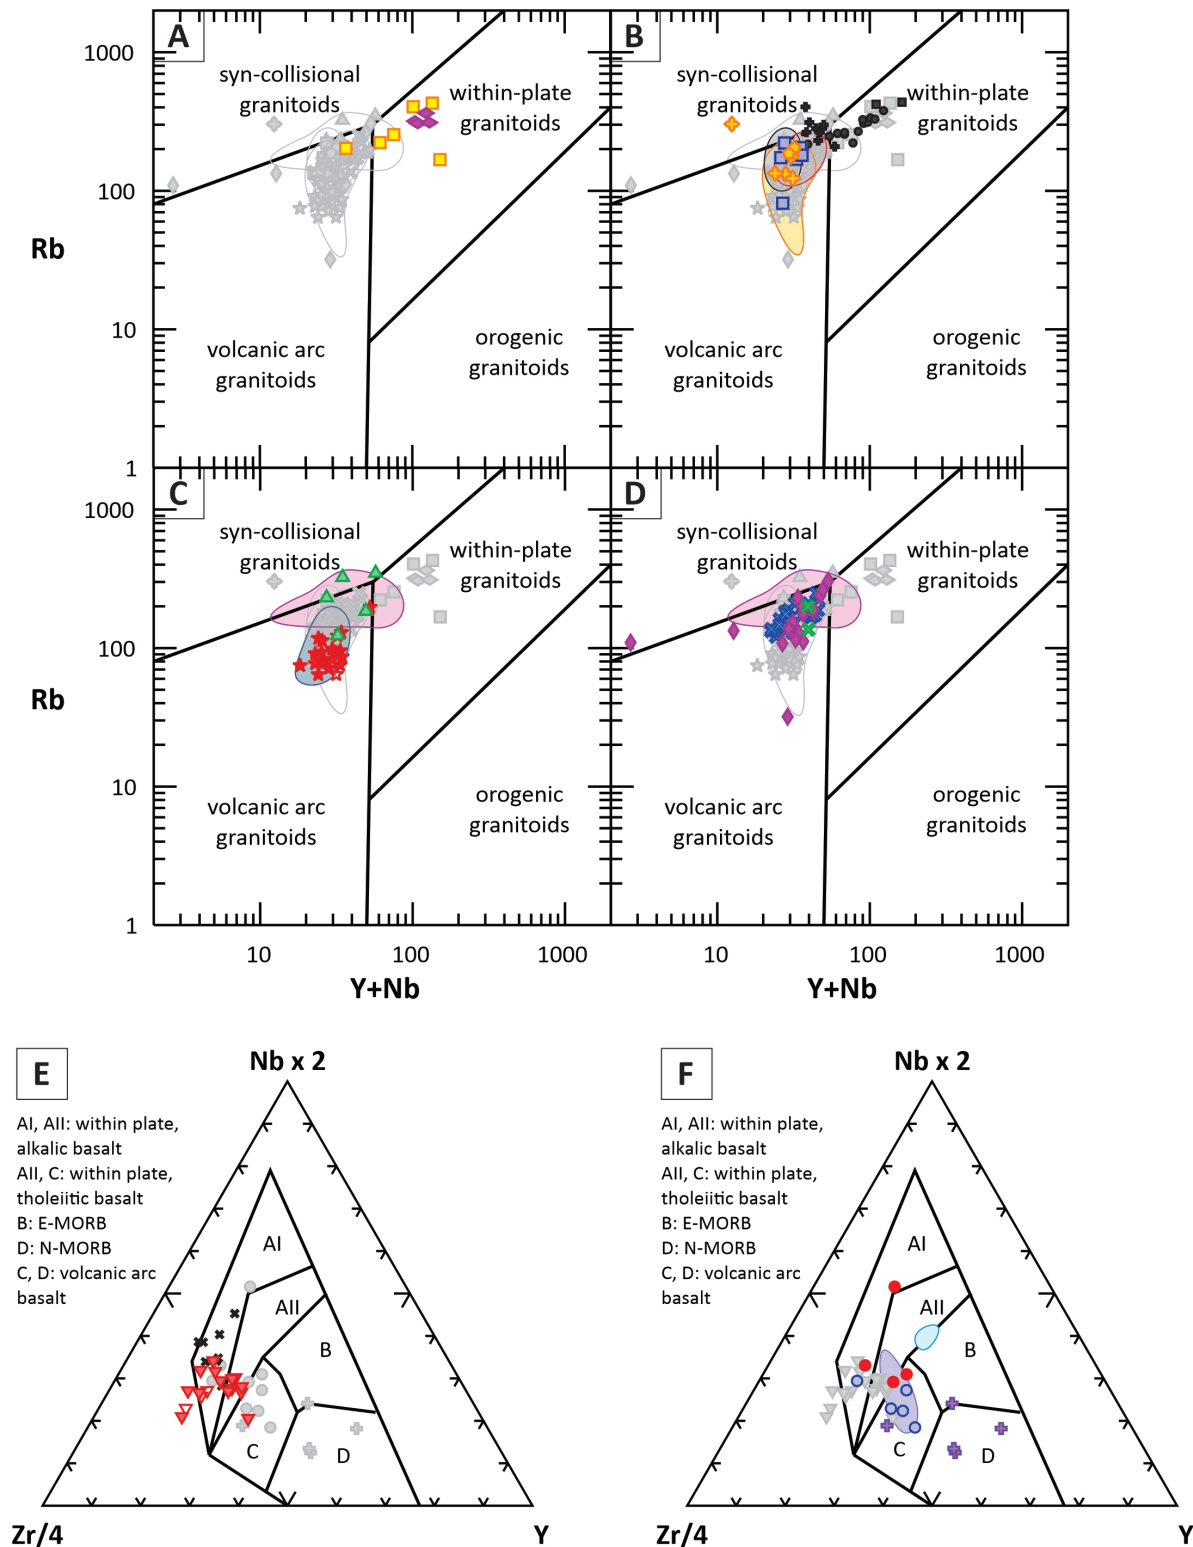 A
B
1000
syn-collisional
granitoids
within-plate
granitoids
syn-collisional
granitoids
within-plate
granitoids
100
Rb
10
volcanic arc
granitoids
orogenic
granitoids
volcanic arc
granitoids
orogenic
granitoids
1
C
D
1000
syn-collisional
granitoids
within-plate
granitoids
syn-collisional
granitoids
within-plate
granitoids
100
Rb
10
volcanic arc
granitoids
orogenic
granitoids
volcanic arc
granitoids
orogenic
granitoids
1
10
100
1000
10
100
1000
Y+Nb
Y+Nb
E
Nb x 2
AI, AII: within plate,
alkalic basalt
AII, C: within plate,
tholeiitic basalt
B: E-MORB
D: N-MORB
C, D: volcanic arc
basalt
AI
AII
B
C
D
Zr/4
Y
F
Nb x 2
AI, AII: within plate,
alkalic basalt
AII, C: within plate,
tholeiitic basalt
B: E-MORB
D: N-MORB
C, D: volcanic arc
basalt
AI
AII
B
C
D
Zr/4
Y